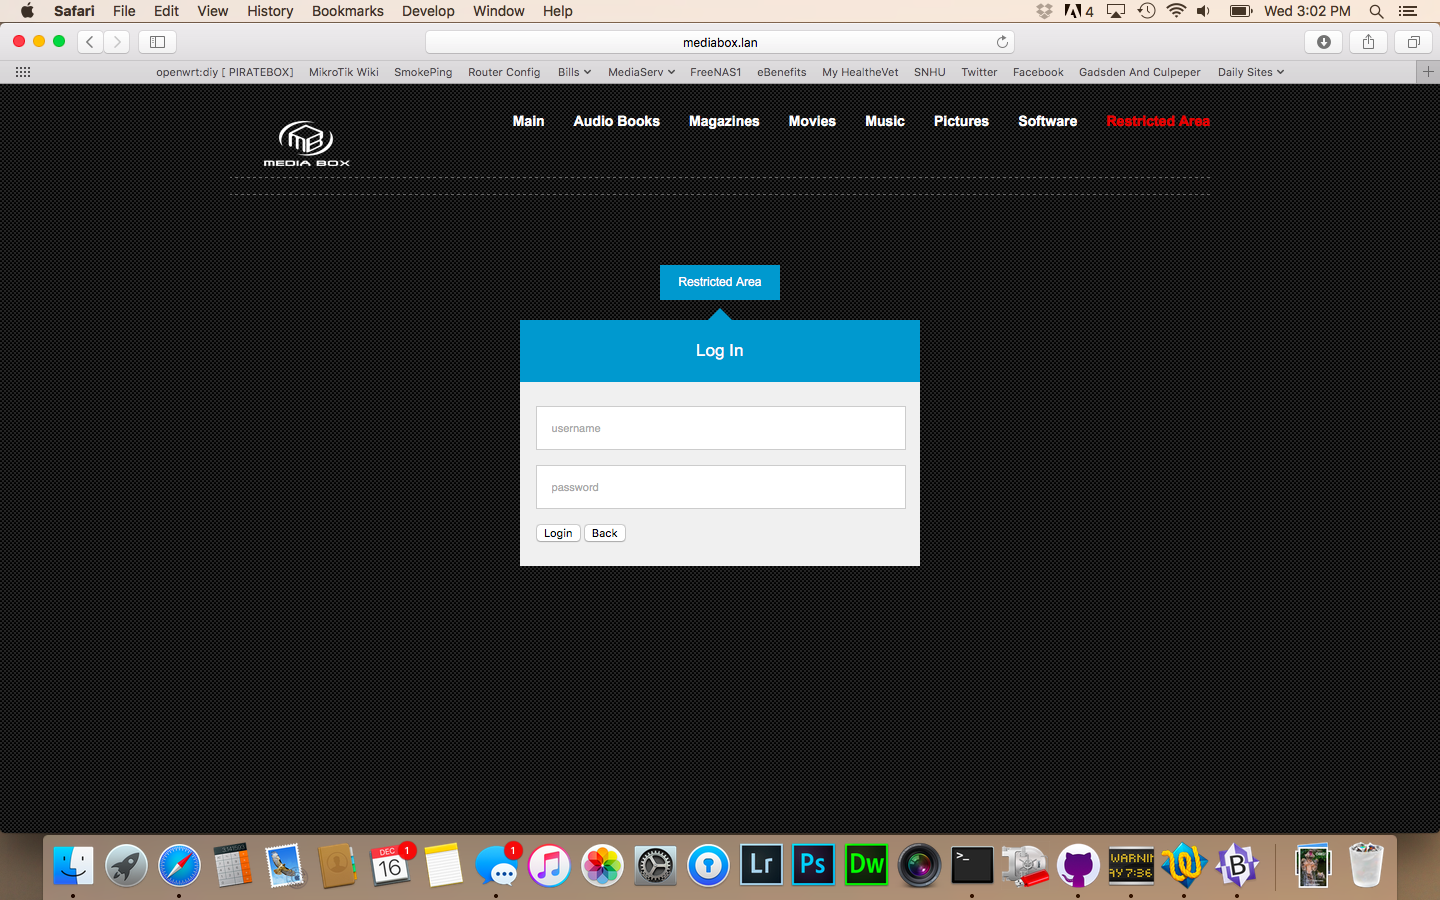 Safari File Edit View History Bookmarks Develop Window Help 4 Wed 3:02 PM
mediabox.lan
openwrt:diy [ PIRATEBOX] MikroTik Wiki SmokePing Router Config Bills MediaServ FreeNAS1 eBenefits My HealtheVet SNHU Twitter Facebook Gadsden And Culpeper Daily Sites
Main Audio Books Magazines Movies Music Pictures Software Restricted Area
MB
MEDIA BOX
Restricted Area
Log In
username
password
Login Back
DEC 16 1 1 Lr Ps Dw >_ WARNIN AY 7:36 B